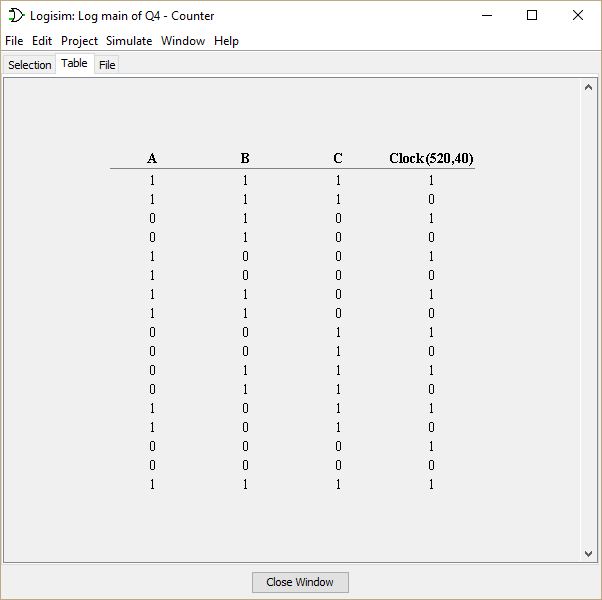 Logisim: Log main of Q4 - Counter
File Edit Project Simulate Window Help
Selection Table File
A B C Clock(520,40)
1 1 1 1
1 1 1 0
0 1 0 1
0 1 0 0
1 0 0 1
1 0 0 0
1 1 0 1
1 1 0 0
0 0 1 1
0 0 1 0
0 1 1 1
0 1 1 0
1 0 1 1
1 0 1 0
0 0 0 1
0 0 0 0
1 1 1 1
Close Window